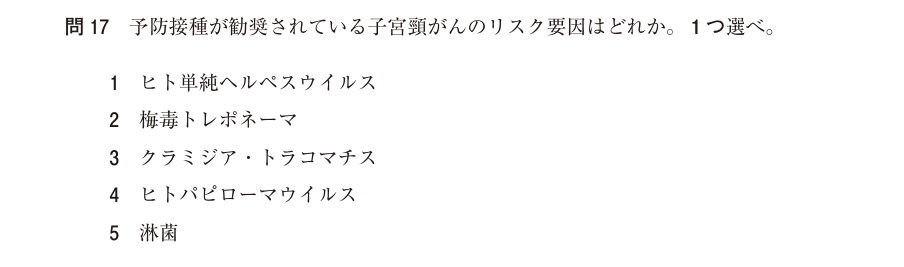 問 17 予防接種が勧奨されている子宮頸がんのリスク要因はどれか。1つ選べ。
1 ヒト単純ヘルペスウイルス
2 梅毒トレポネーマ
3 クラミジア・トラコマチス
4 ヒトパピローマウイルス
5 淋菌